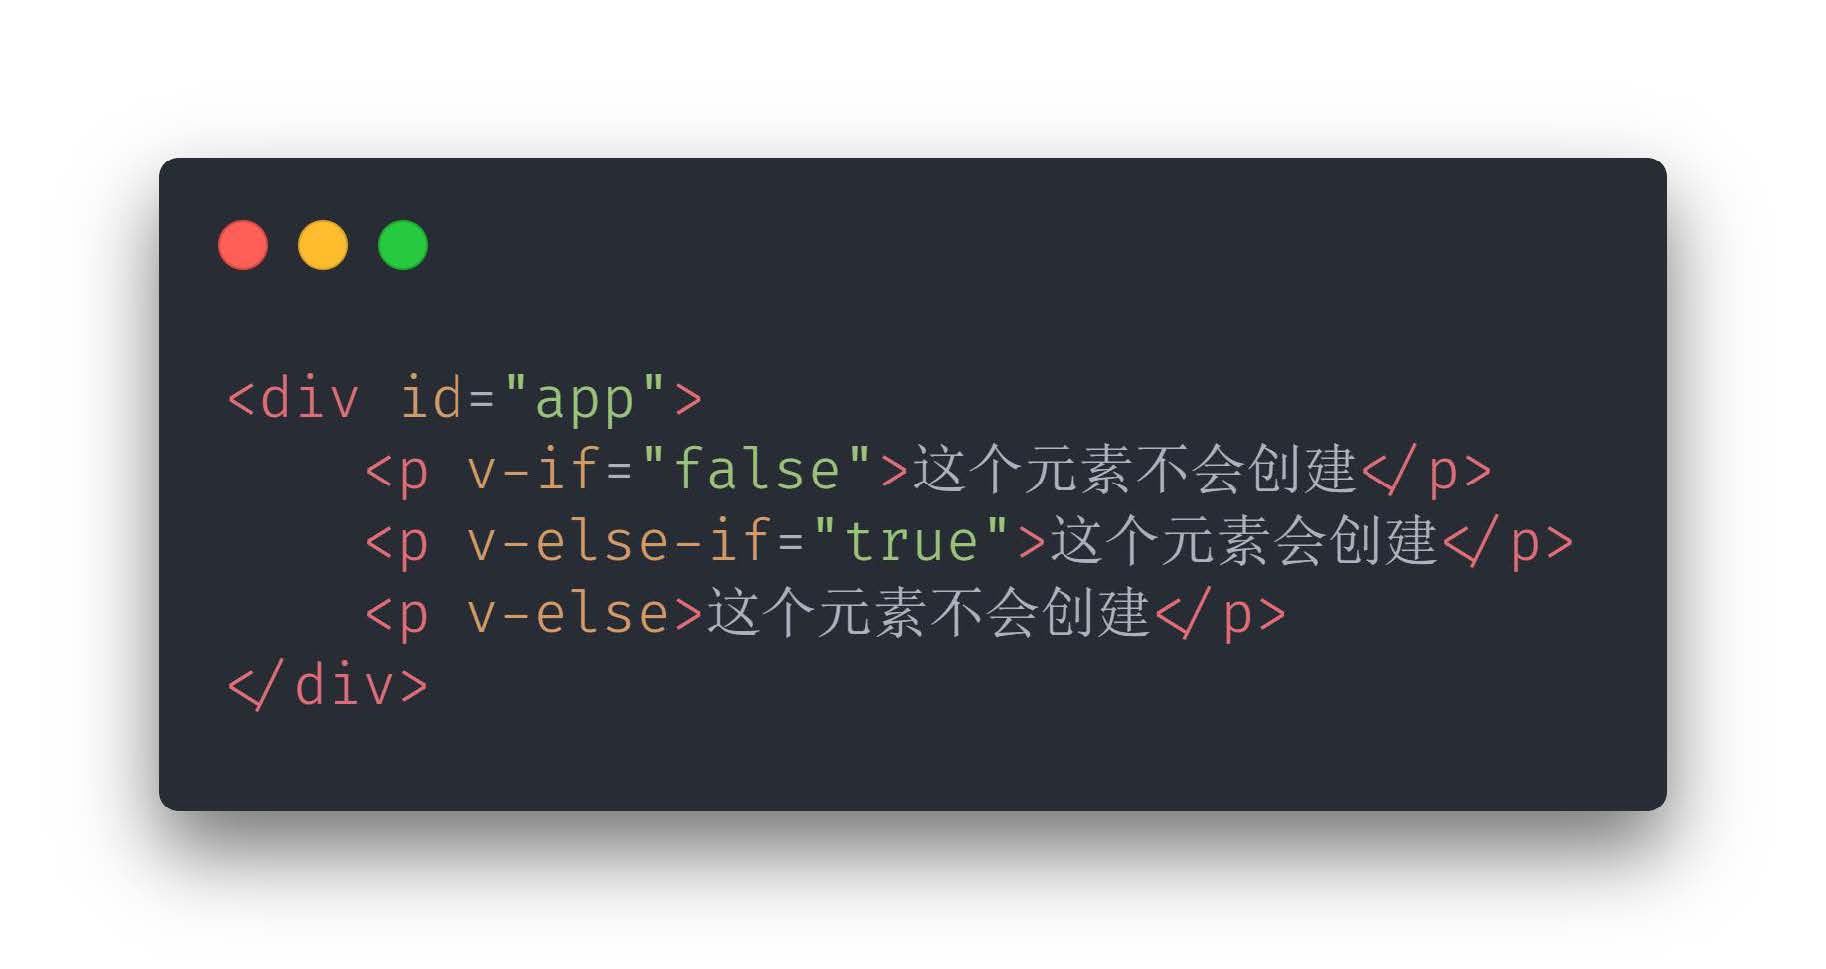 <div id="app">
    <p v-if="false">这个元素不会创建</p>
    <p v-else-if="true">这个元素会创建</p>
    <p v-else>这个元素不会创建</p>
</div>